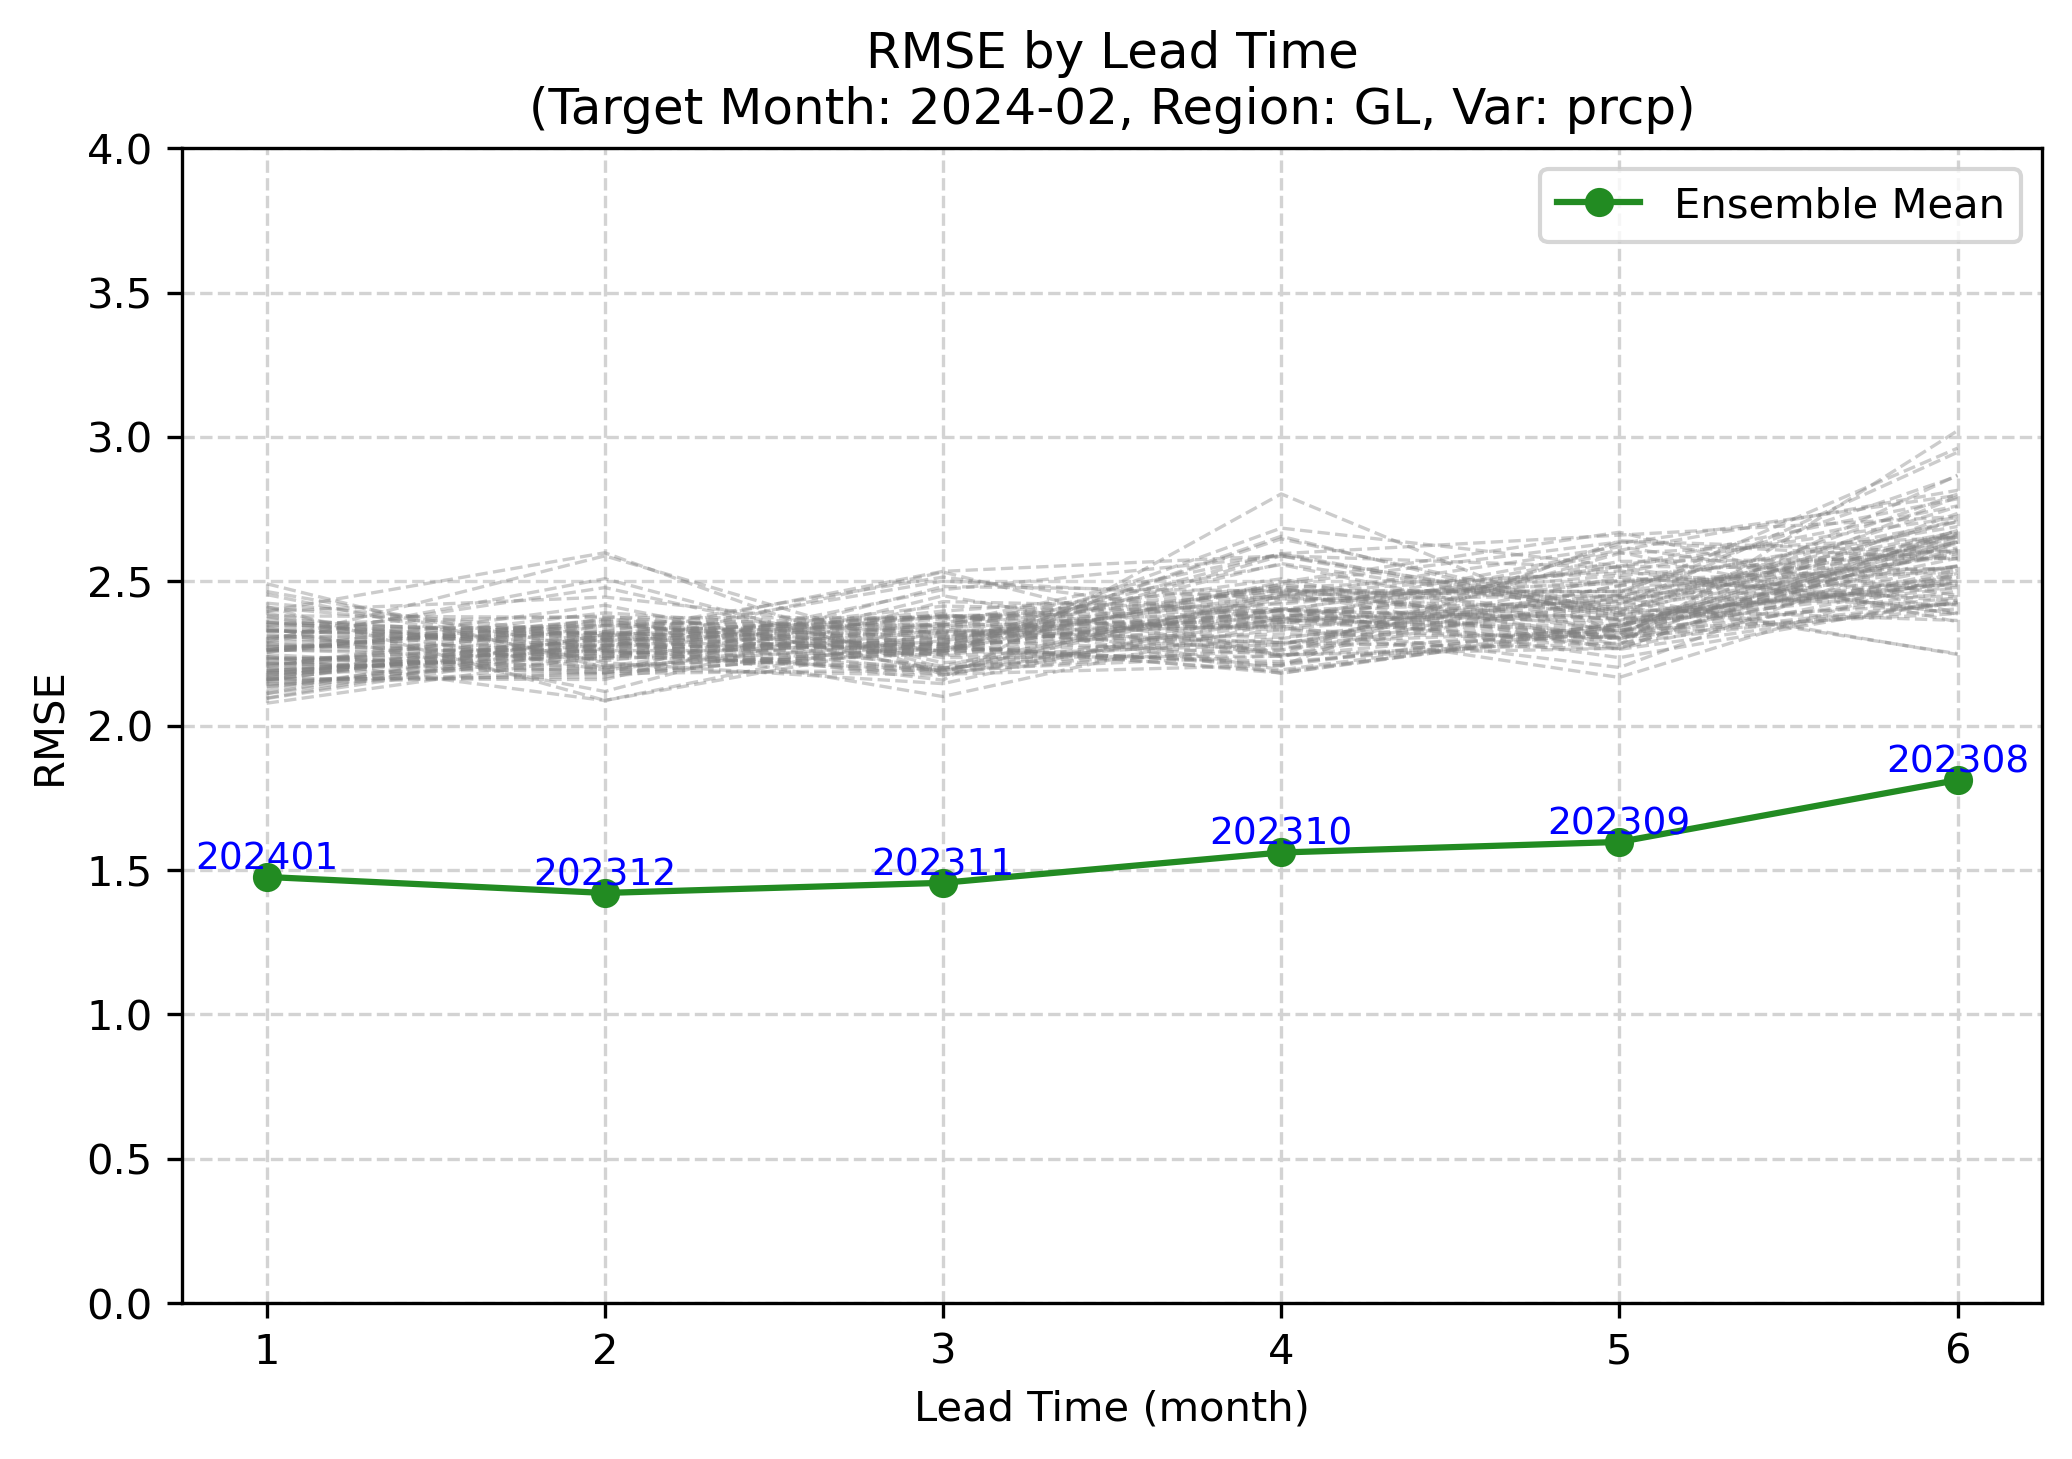 RMSE by Lead Time
(Target Month: 2024-02, Region: GL, Var: prcp)
4.0
3.5
3.0
2.5
2.0
1.5
1.0
0.5
0.0
RMSE
Ensemble Mean
202401
202312
202311
202310
202309
202308
1 2 3 4 5 6
Lead Time (month)